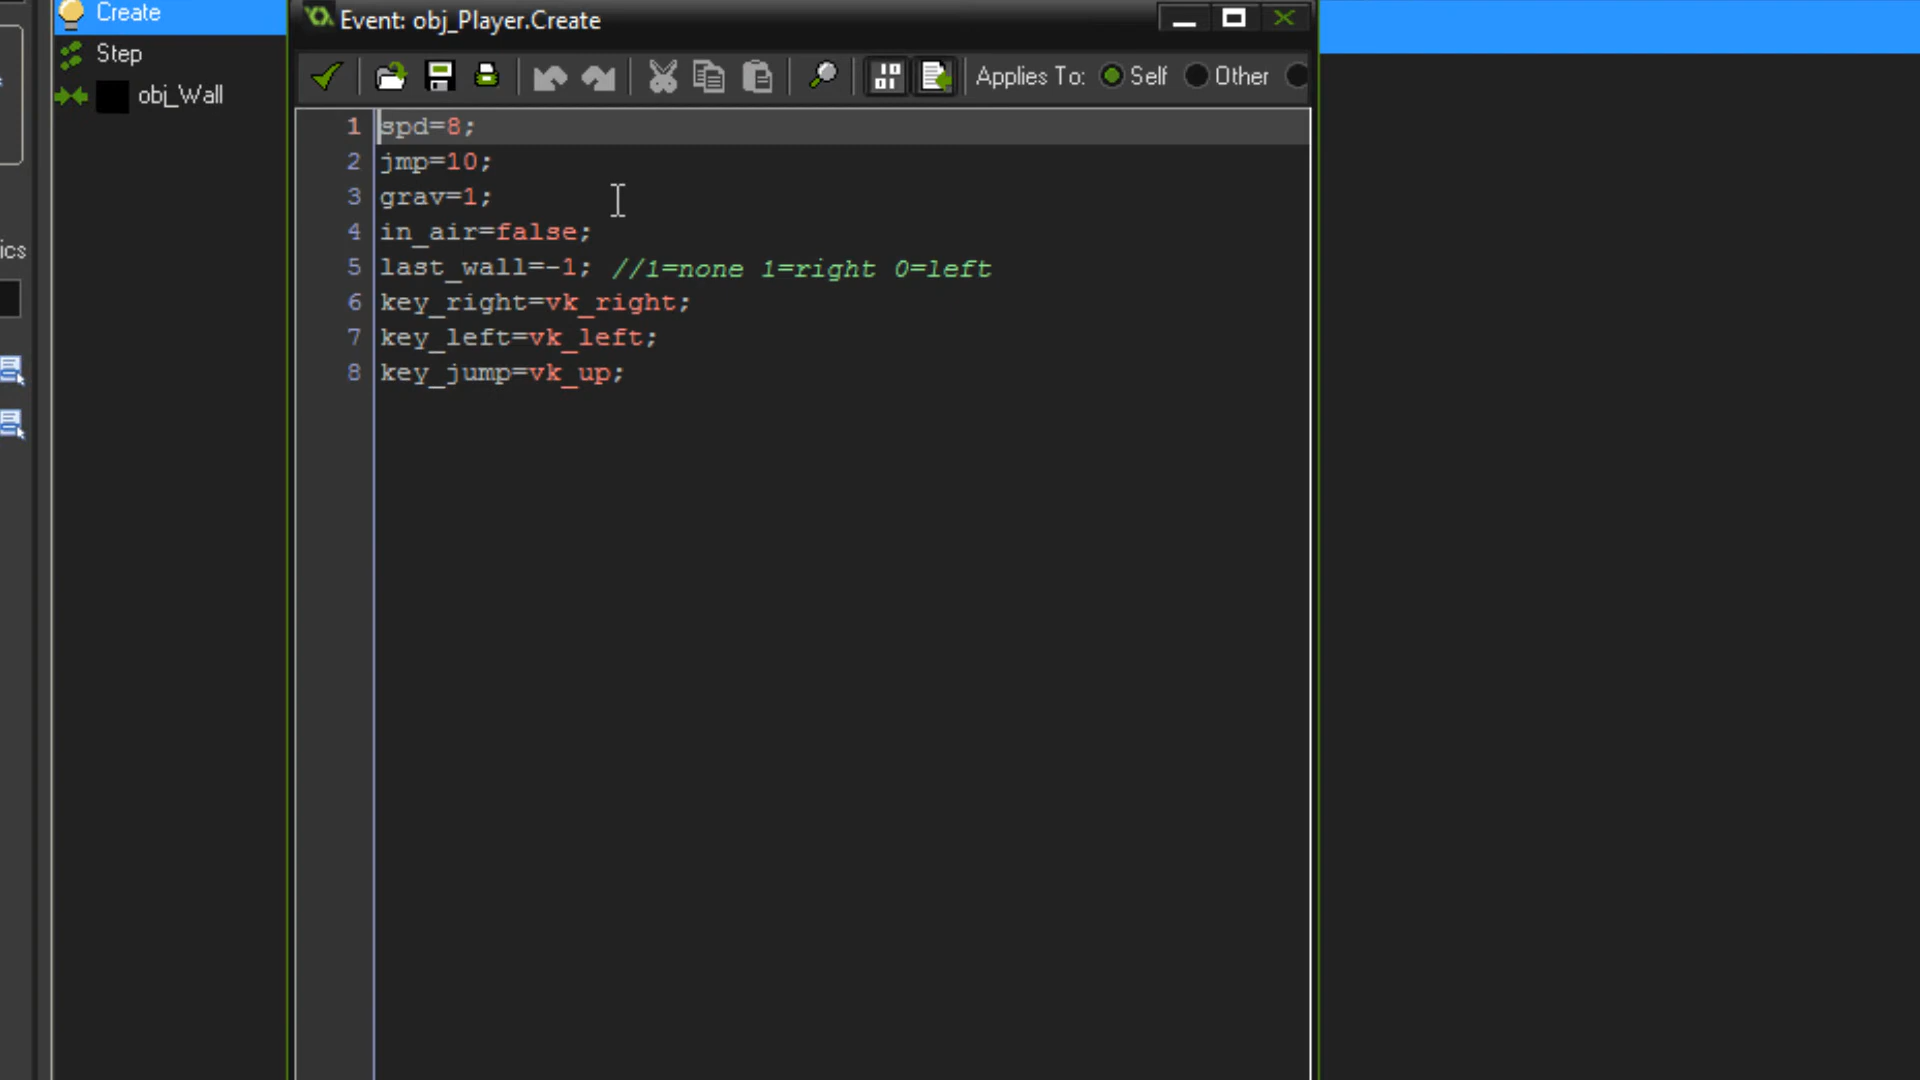 Create
Step
obj_Wall
ics
Event: obj_Player.Create
Applies To: Self Other
1 spd=8;
2 jmp=10;
3 grav=1;
4 in_air=false;
5 last_wall=-1; //1=none 1=right 0=left
6 key_right=vk_right;
7 key_left=vk_left;
8 key_jump=vk_up;